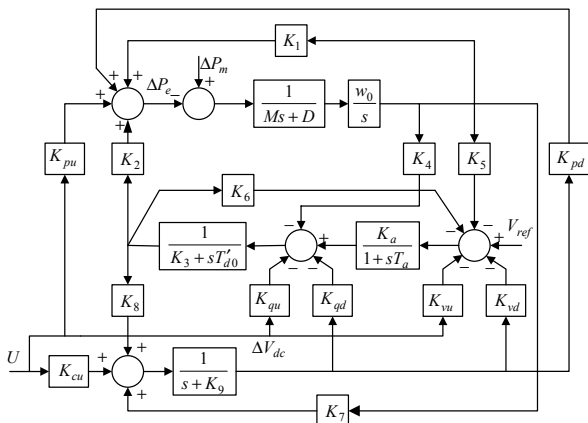 K_1
+ + ΔP_m
ΔP_e − +
+ +
1 / (Ms + D)
w_0 / s
K_pu
K_2
K_4
K_5
K_pd
K_6
V_ref
− + − − +
1 / (K_3 + sT'_d0)
K_a / (1 + sT_a)
− − − −
K_8
K_qu
K_qd
K_vu
K_vd
ΔV_dc
U
+ +
K_cu
1 / (s + K_9)
+
K_7